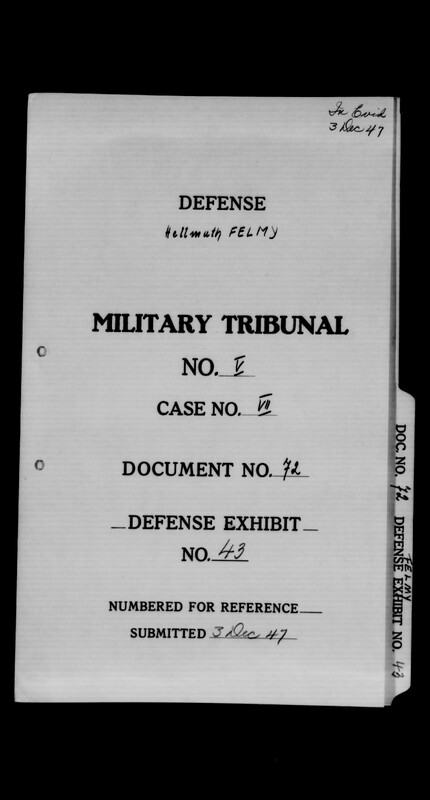 In Evid
3 Dec 47
DEFENSE
Hellmuth FELMY
MILITARY TRIBUNAL
NO. V
CASE NO. VII
DOCUMENT NO. 72
DEFENSE EXHIBIT
NO. 43
NUMBERED FOR REFERENCE
SUBMITTED 3 Dec 47
DOC. NO. 72 DEFENSE EXHIBIT NO. 43
FELMY